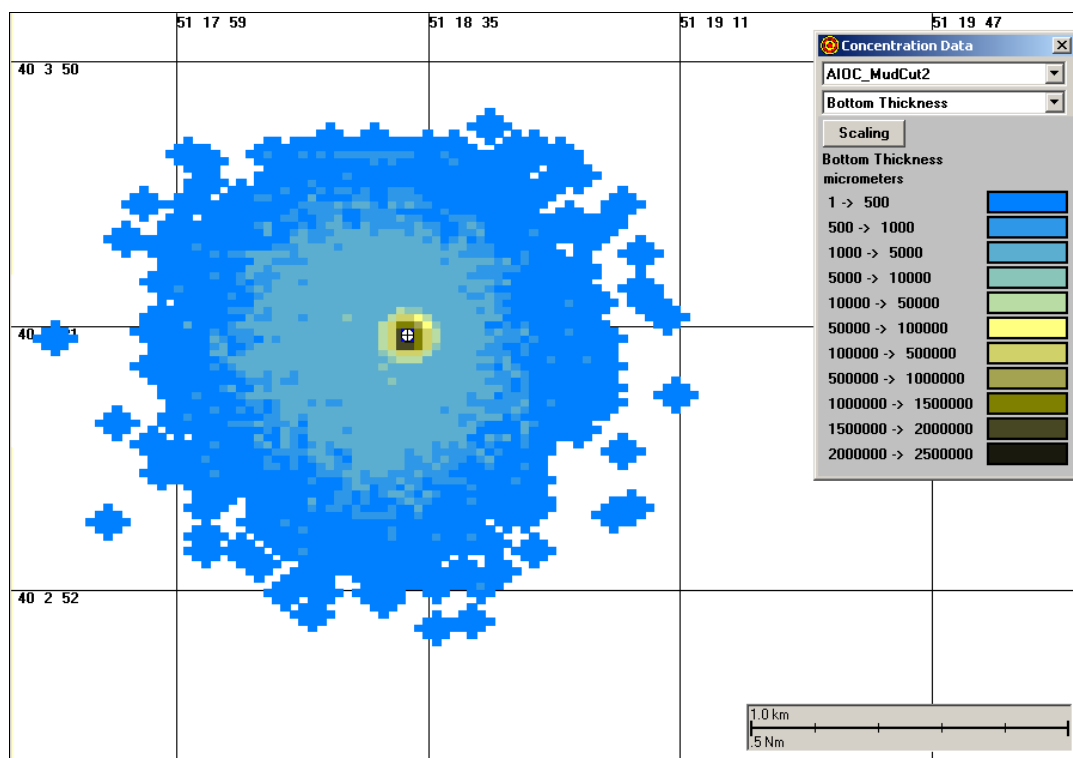 51 17 59
51 18 35
51 19 11
51 19 47
40 3 50
40
1
40 2 52
Concentration Data
AIOC_MudCut2
Bottom Thickness
Scaling
Bottom Thickness
micrometers
1 -> 500
500 -> 1000
1000 -> 5000
5000 -> 10000
10000 -> 50000
50000 -> 100000
100000 -> 500000
500000 -> 1000000
1000000 -> 1500000
1500000 -> 2000000
2000000 -> 2500000
1.0 km
.5 Nm